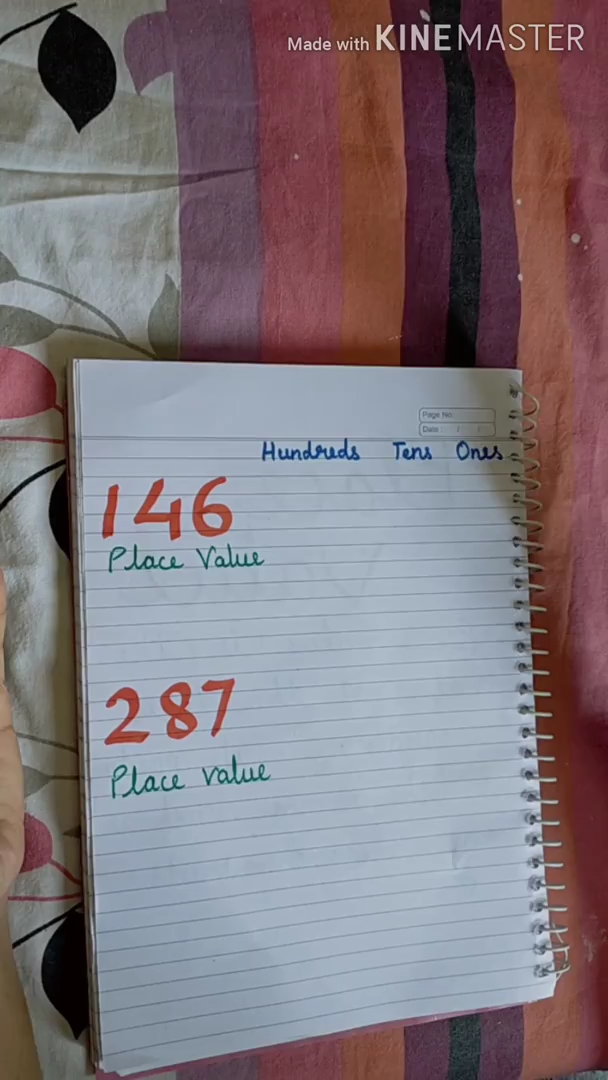 Made with KINEMASTER
Page No:
Date: / /
Hundreds Tens Ones
146
Place Value
287
Place value